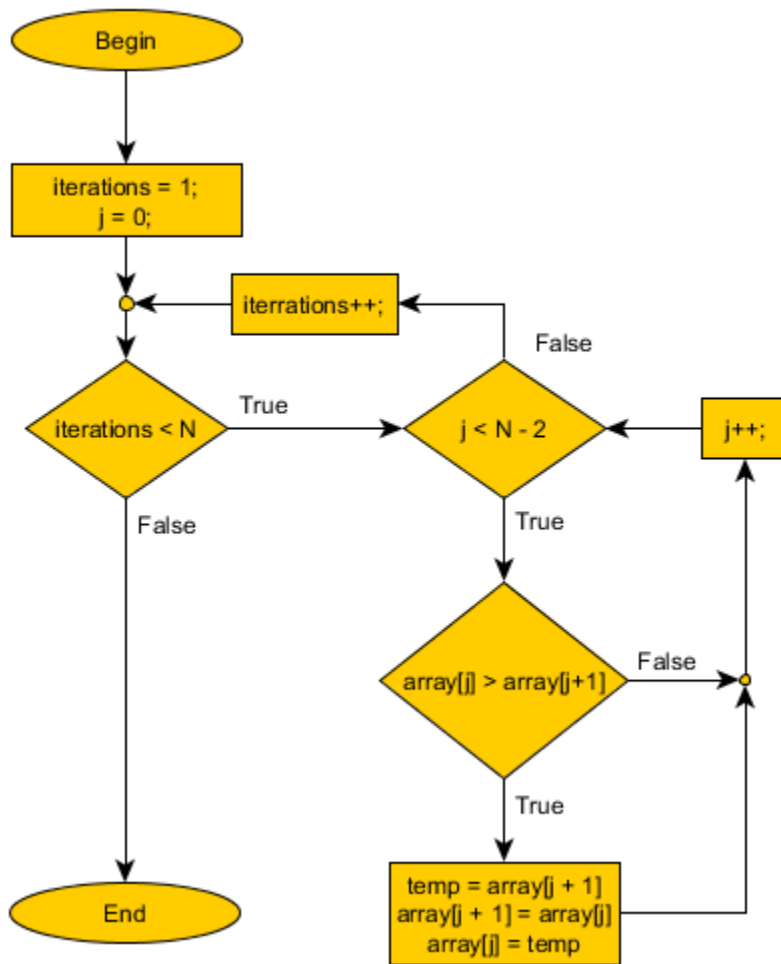 Begin
iterations = 1;
j = 0;
iterrations++;
False
iterations < N
True
j < N - 2
j++;
False
True
array[j] > array[j+1]
False
True
temp = array[j + 1]
array[j + 1] = array[j]
array[j] = temp
End